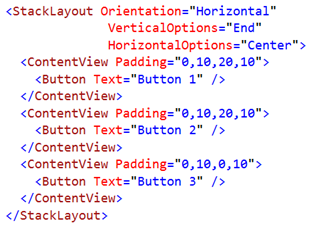 <StackLayout Orientation="Horizontal"
             VerticalOptions="End"
             HorizontalOptions="Center">
  <ContentView Padding="0,10,20,10">
    <Button Text="Button 1" />
  </ContentView>
  <ContentView Padding="0,10,20,10">
    <Button Text="Button 2" />
  </ContentView>
  <ContentView Padding="0,10,0,10">
    <Button Text="Button 3" />
  </ContentView>
</StackLayout>